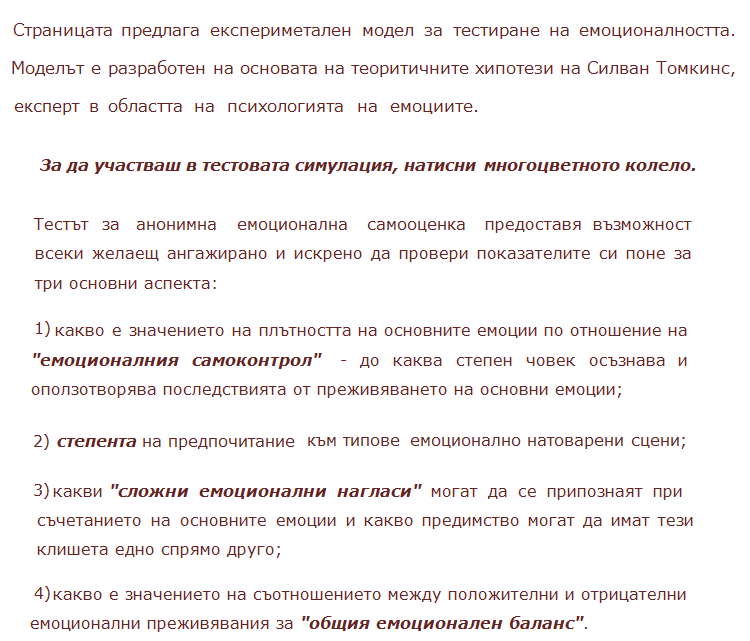 Страницата предлага експериметален модел за тестиране на емоционалността.
Моделът е разработен на основата на теоритичните хипотези на Силван Томкинс,
експерт в областта на психологията на емоциите.
За да участваш в тестовата симулация, натисни многоцветното колело.
Тестът за анонимна емоционална самооценка предоставя възможност
всеки желаещ ангажирано и искрено да провери показателите си поне за
три основни аспекта:
1) какво е значението на плътността на основните емоции по отношение на
"емоционалния самоконтрол" - до каква степен човек осъзнава и
оползотворява последствията от преживяването на основни емоции;
2) степента на предпочитание към типове емоционално натоварени сцени;
3) какви "сложни емоционални нагласи" могат да се припознаят при
съчетанието на основните емоции и какво предимство могат да имат тези
клишета едно спрямо друго;
4) какво е значението на съотношението между положителни и отрицателни
емоционални преживявания за "общия емоционален баланс".